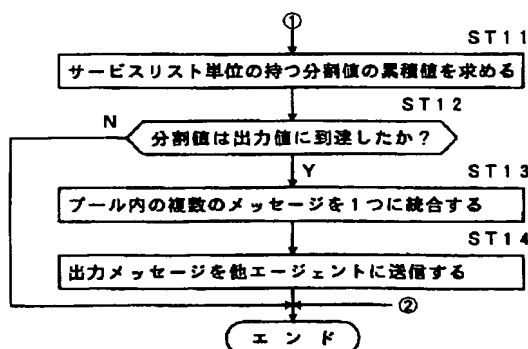 ①
ST11
サービスリスト単位の持つ分割値の累積値を求める
ST12
N
分割値は出力値に到達したか?
Y
ST13
プール内の複数のメッセージを1つに統合する
ST14
出力メッセージを他エージェントに送信する
②
エンド